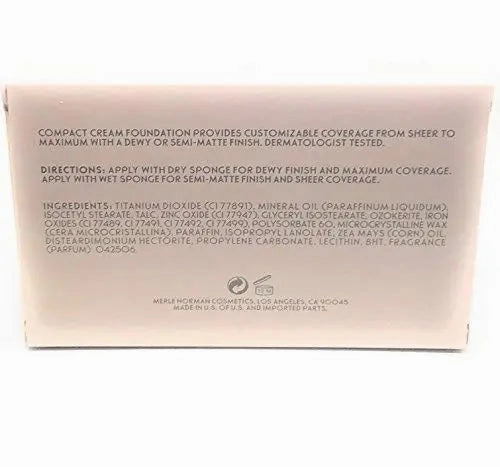 COMPACT CREAM FOUNDATION PROVIDES CUSTOMIZABLE COVERAGE FROM SHEER TO
MAXIMUM WITH A DEWY OR SEMI-MATTE FINISH. DERMATOLOGIST TESTED.
DIRECTIONS: APPLY WITH DRY SPONGE FOR DEWY FINISH AND MAXIMUM COVERAGE.
APPLY WITH WET SPONGE FOR SEMI-MATTE FINISH AND SHEER COVERAGE.
INGREDIENTS: TITANIUM DIOXIDE (CI 77891), MINERAL OIL (PARAFFINUM LIQUIDUM),
ISOCETYL STEARATE, TALC, ZINC OXIDE (CI 77947), GLYCERYL ISOSTEARATE, OZOKERITE, IRON
OXIDES (CI 77489, CI 77491, CI 77492, CI 77499), POLYSORBATE 60, MICROCRYSTALLINE WAX
(CERA MICROCRISTALLINA), PARAFFIN, ISOPROPYL LANOLATE, ZEA MAYS (CORN) OIL,
DISTEARDIMONIUM HECTORITE, PROPYLENE CARBONATE, LECITHIN, BHT, FRAGRANCE
(PARFUM) 042506.
MERLE NORMAN COSMETICS, LOS ANGELES, CA 90045
MADE IN U.S. OF U.S. AND IMPORTED PARTS.